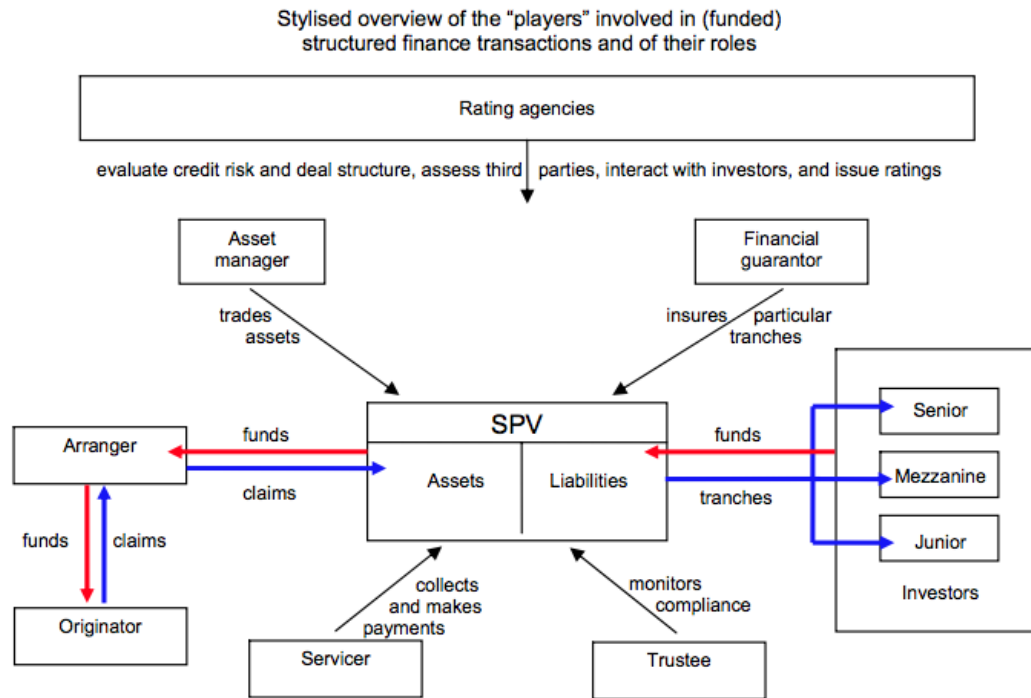 Stylised overview of the “players” involved in (funded)
structured finance transactions and of their roles
Rating agencies
evaluate credit risk and deal structure, assess third parties, interact with investors, and issue ratings
Asset
manager
Financial
guarantor
trades
assets
insures particular
tranches
SPV
Assets
Liabilities
Arranger
funds
claims
funds
claims
Originator
funds
tranches
Senior
Mezzanine
Junior
Investors
collects
and makes
payments
monitors
compliance
Servicer
Trustee